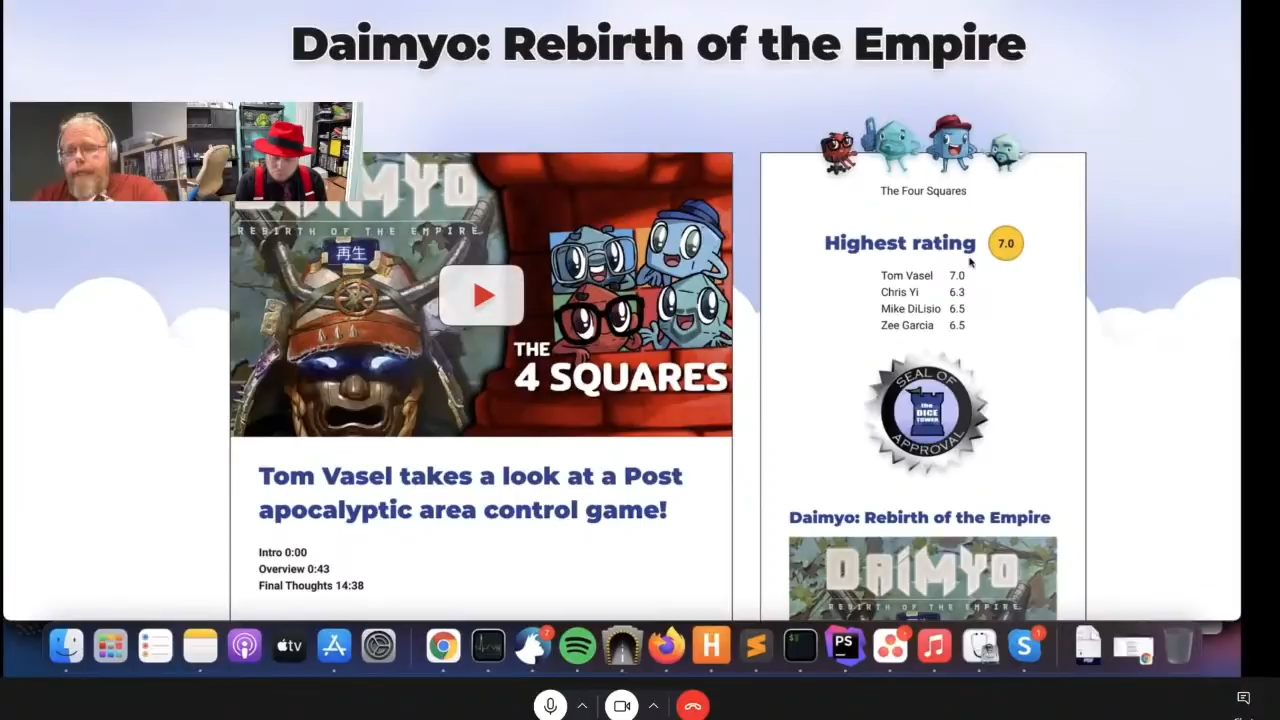 Daimyo: Rebirth of the Empire
DAIMYO
REBIRTH OF THE EMPIRE
再生
THE
4 SQUARES
Tom Vasel takes a look at a Post
apocalyptic area control game!
Intro 0:00
Overview 0:43
Final Thoughts 14:38
The Four Squares
Highest rating 7.0
Tom Vasel 7.0
Chris Yi 6.3
Mike DiLisio 6.5
Zee Garcia 6.5
SEAL OF
the
DICE
TOWER
APPROVAL
Daimyo: Rebirth of the Empire
DAIMYO
REBIRTH OF THE EMPIRE
7
tv
H
$
PS
1
PDF